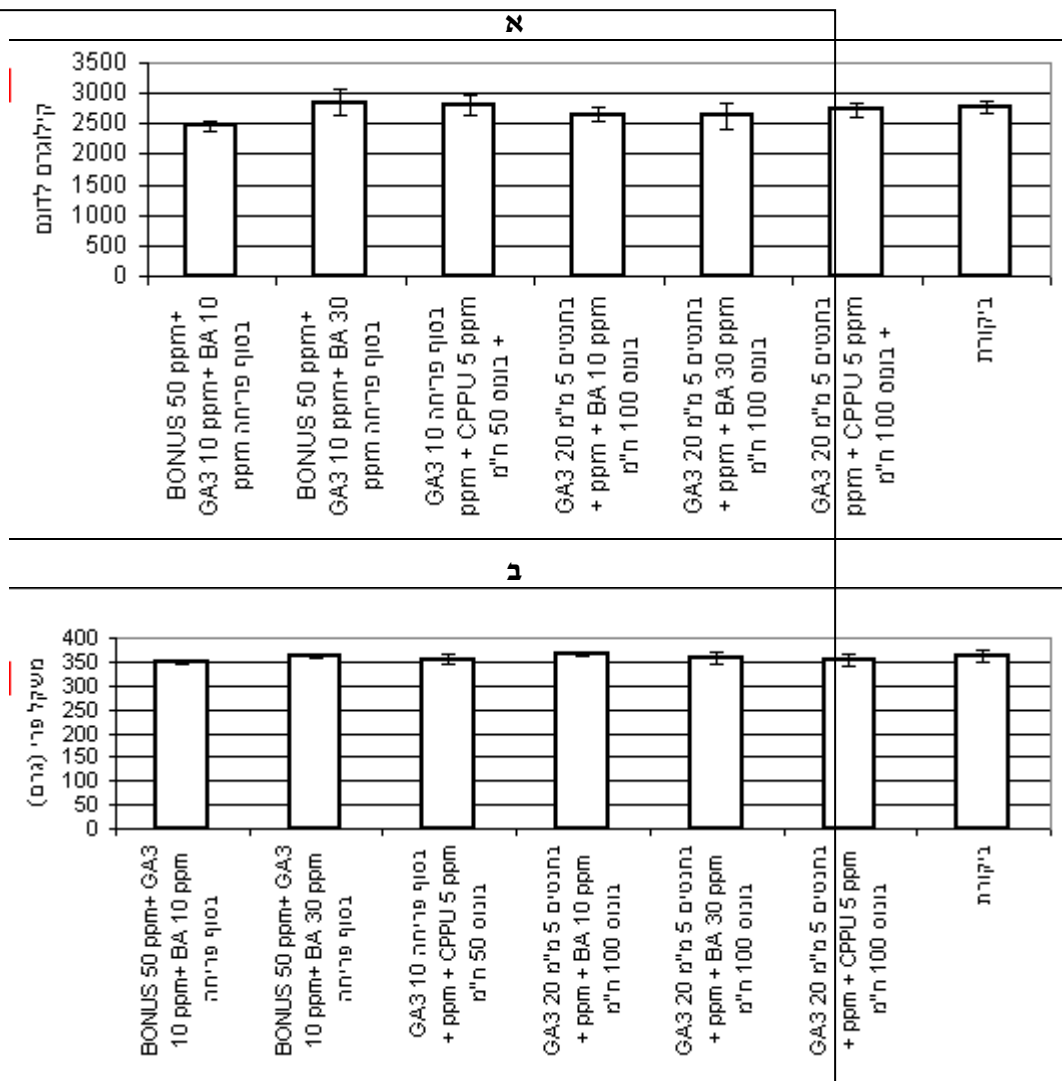 א
קילוגרם לדונם
3500
3000
2500
2000
1500
1000
500
0
BONUS 50 ppm+
GA3 10 ppm+ BA 10
ppm בסוף פריחה
BONUS 50 ppm+
GA3 10 ppm+ BA 30
ppm בסוף פריחה
בסוף פריחה GA3 10
ppm + CPPU 5 ppm
+ בונוס 50 ח"מ
בחנטים 5 מ"מ GA3 20
ppm + BA 10 ppm +
בונוס 100 ח"מ
בחנטים 5 מ"מ GA3 20
ppm + BA 30 ppm +
בונוס 100 ח"מ
בחנטים 5 מ"מ GA3 20
ppm + CPPU 5 ppm
+ בונוס 100 ח"מ
ביקורת
ב
משקל פרי (גרם)
400
350
300
250
200
150
100
50
0
BONUS 50 ppm+ GA3
10 ppm+ BA 10 ppm
בסוף פריחה
BONUS 50 ppm+ GA3
10 ppm+ BA 30 ppm
בסוף פריחה
בסוף פריחה GA3 10
ppm + CPPU 5 ppm +
בונוס 50 ח"מ
בחנטים 5 מ"מ GA3 20
ppm + BA 10 ppm +
בונוס 100 ח"מ
בחנטים 5 מ"מ GA3 20
ppm + BA 30 ppm +
בונוס 100 ח"מ
בחנטים 5 מ"מ GA3 20
ppm + CPPU 5 ppm +
בונוס 100 ח"מ
ביקורת